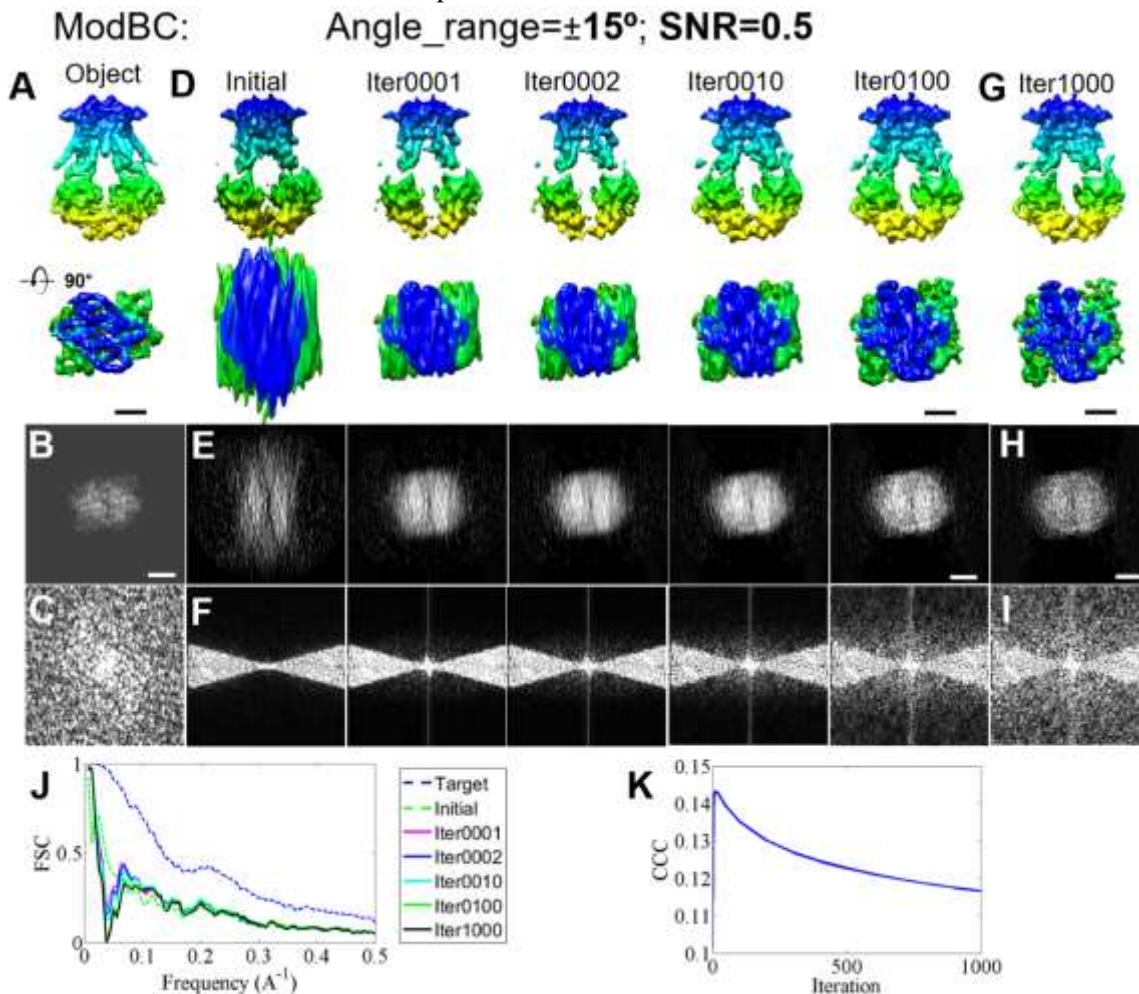 ModBC: Angle_range=±15º; SNR=0.5
A Object D Initial Iter0001 Iter0002 Iter0010 Iter0100 G Iter1000
90°
B E H
C F I
J K
1
0.5
0
FSC
0 0.1 0.2 0.3 0.4 0.5
Frequency (A⁻¹)
Target
Initial
Iter0001
Iter0002
Iter0010
Iter0100
Iter1000
0.15
0.14
0.13
0.12
0.11
0.1
CCC
0 500 1000
Iteration